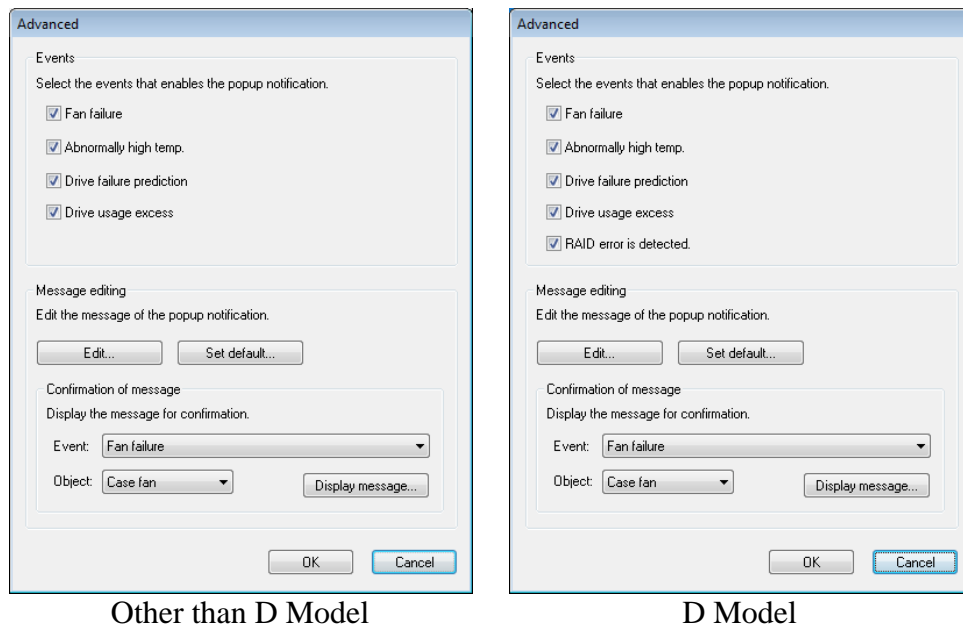 Advanced
Events
Select the events that enables the popup notification.
Fan failure
Abnormally high temp.
Drive failure prediction
Drive usage excess
Message editing
Edit the message of the popup notification.
Edit... Set default...
Confirmation of message
Display the message for confirmation.
Event: Fan failure
Object: Case fan Display message...
OK Cancel
Other than D Model
Advanced
Events
Select the events that enables the popup notification.
Fan failure
Abnormally high temp.
Drive failure prediction
Drive usage excess
RAID error is detected.
Message editing
Edit the message of the popup notification.
Edit... Set default...
Confirmation of message
Display the message for confirmation.
Event: Fan failure
Object: Case fan Display message...
OK Cancel
D Model